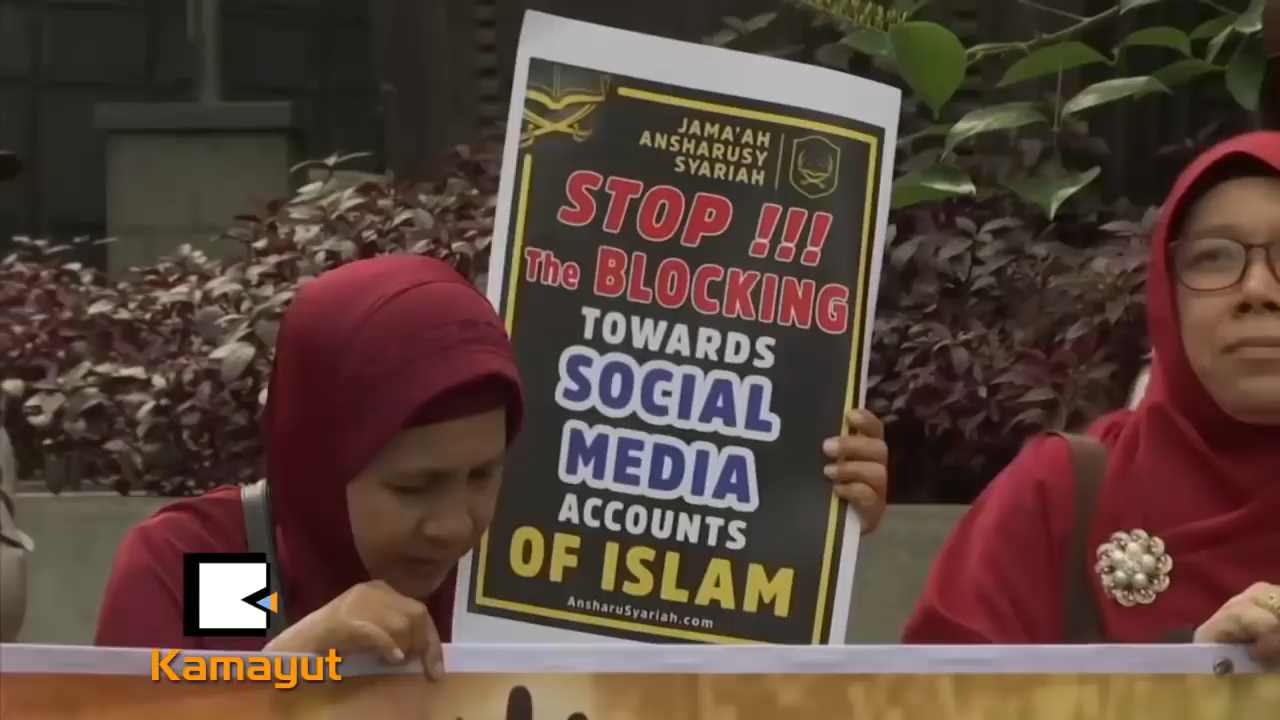 JAMA'AH
ANSHARUSY
SYARIAH
STOP !!!
The BLOCKING
TOWARDS
SOCIAL
MEDIA
ACCOUNTS
OF ISLAM
AnsharuSyariah.com
Kamayut